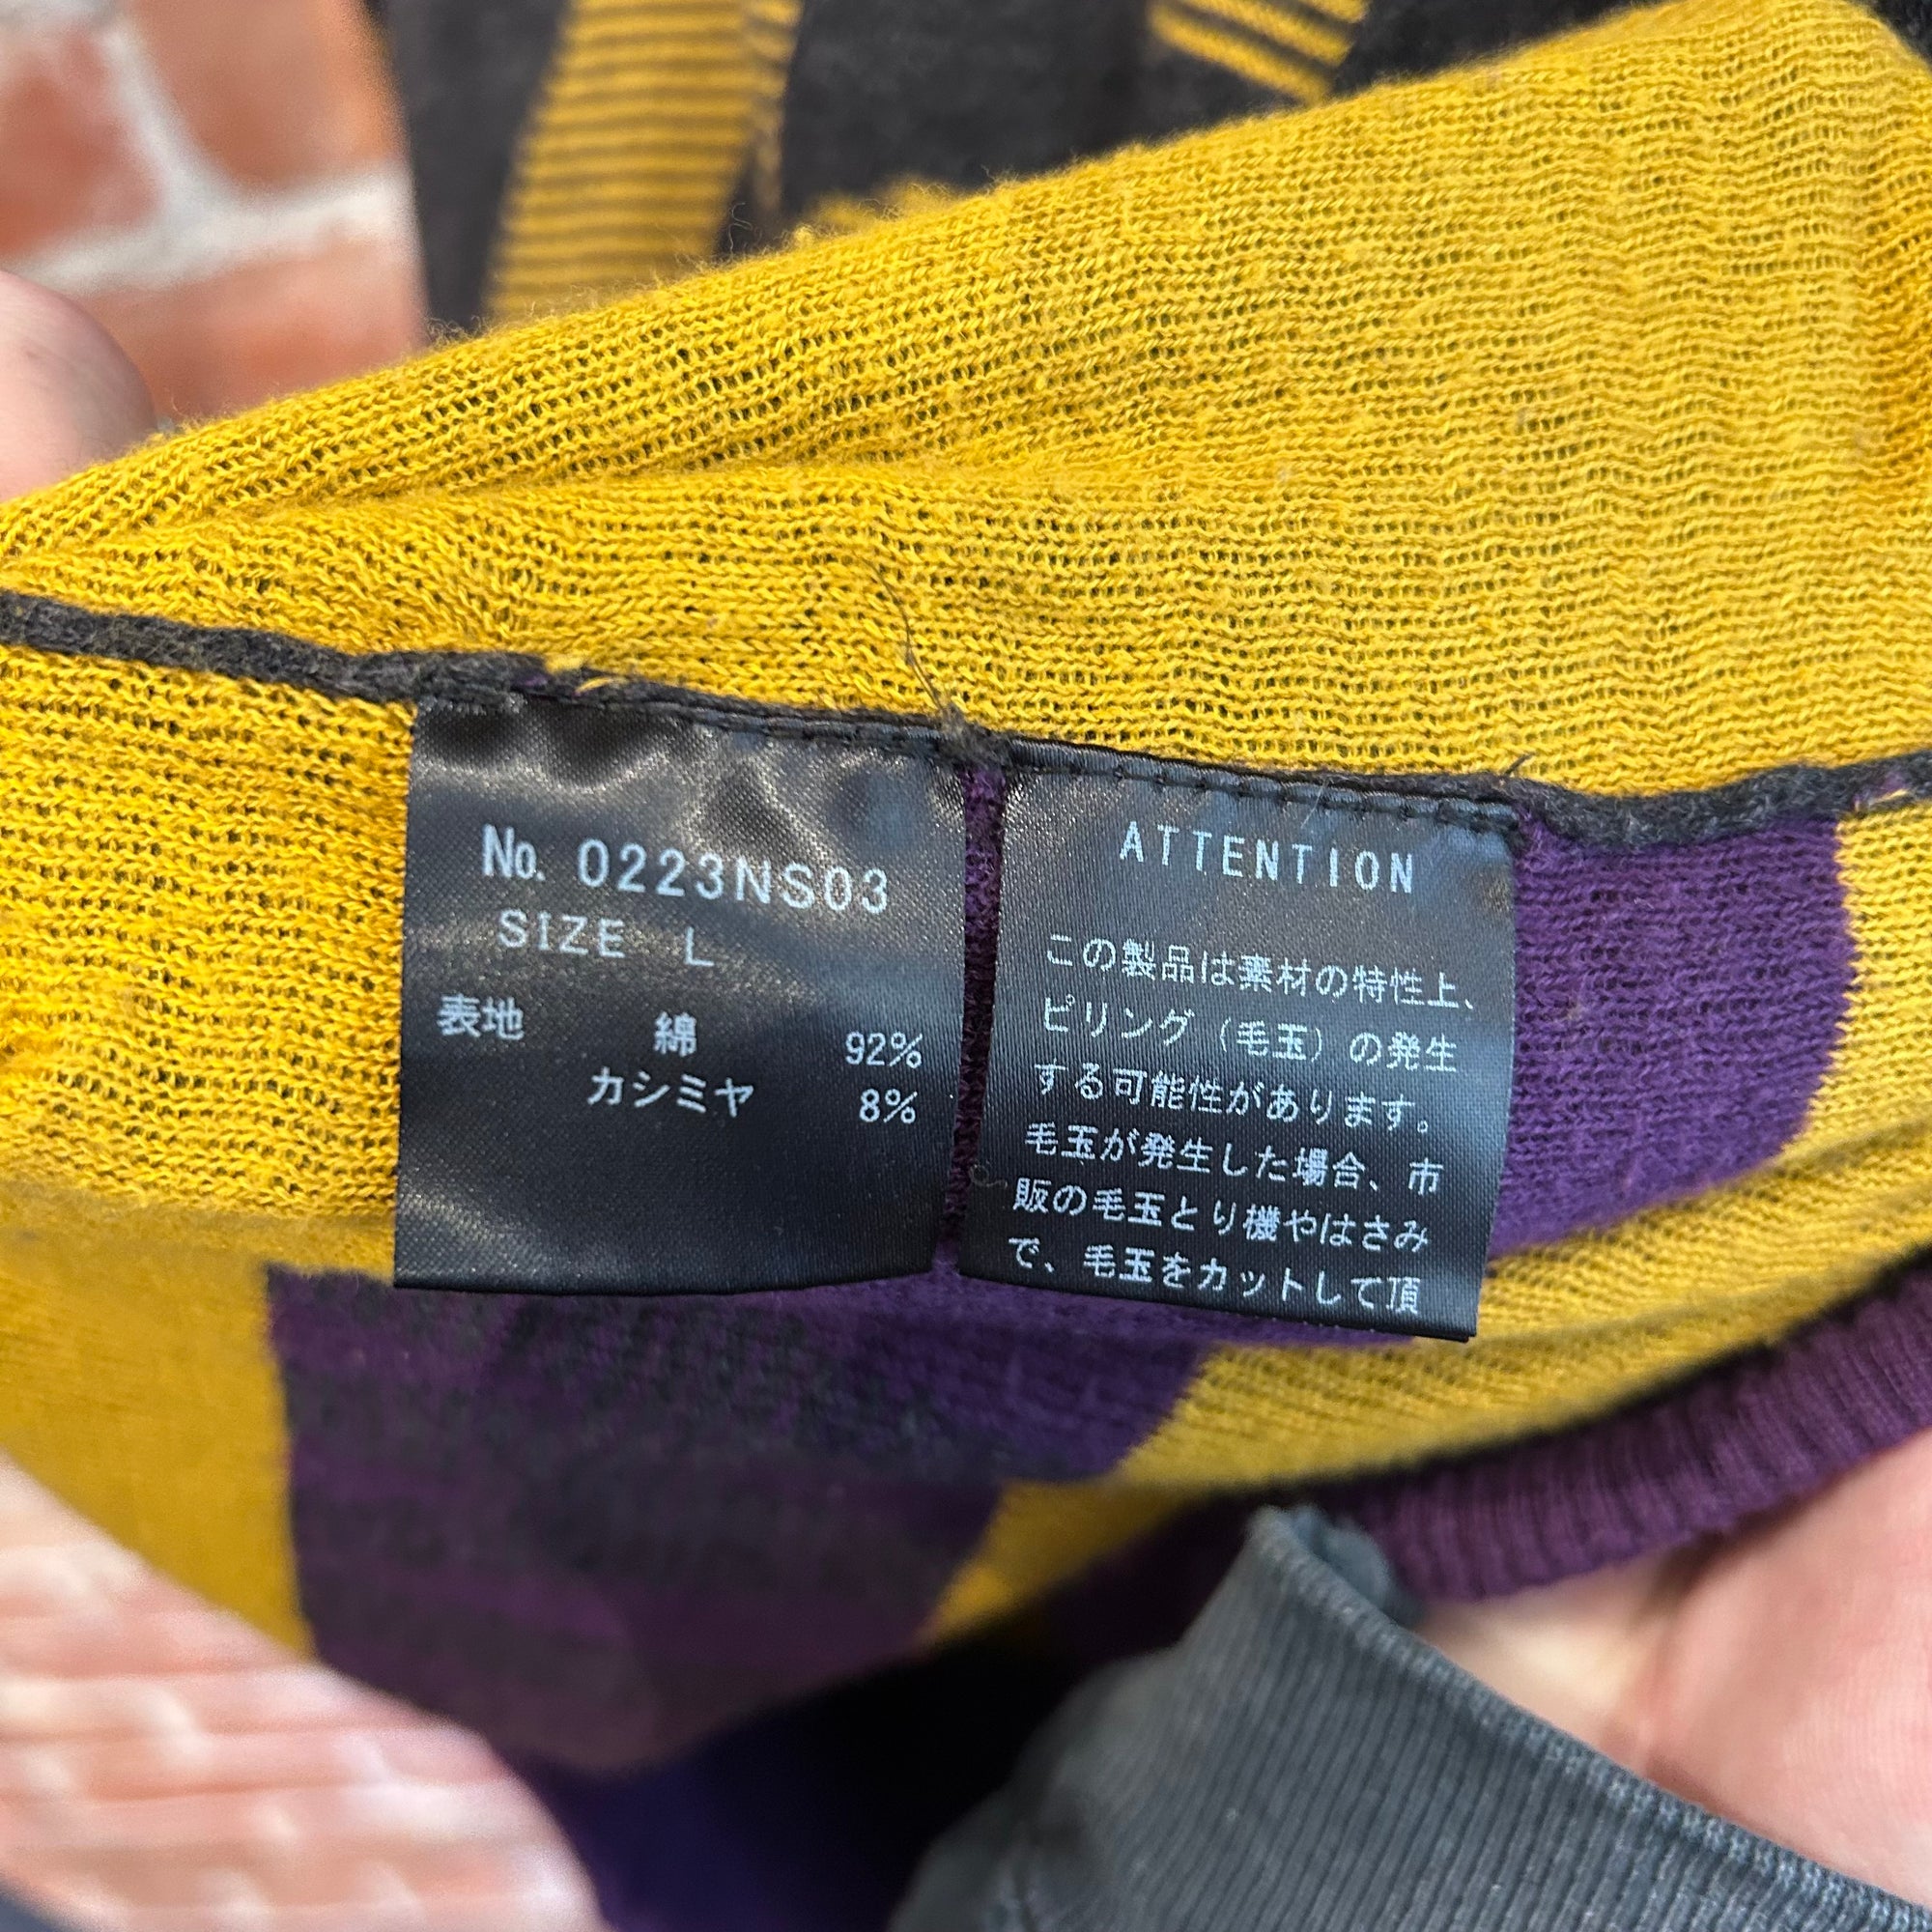 No. 0223NS03
SIZE L
表地 綿 92%
カシミヤ 8%
ATTENTION
この製品は素材の特性上、
ピリング（毛玉）の発生
する可能性があります。
毛玉が発生した場合、市
販の毛玉とり機やはさみ
で、毛玉をカットして頂